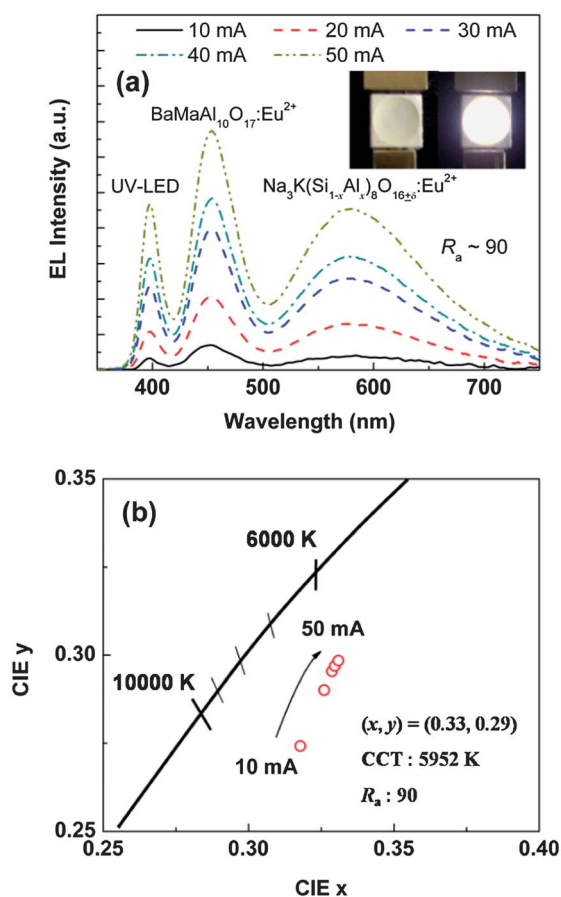 10 mA 20 mA 30 mA
40 mA 50 mA
(a)
BaMaAl₁₀O₁₇:Eu²⁺
UV-LED
Na₃K(Si₁₋ₓAlₓ)₈O₁₆±δ:Eu²⁺
Rₐ ~ 90
EL Intensity (a.u.)
400 500 600 700
Wavelength (nm)
0.35
(b)
6000 K
50 mA
0.30
10000 K
(x, y) = (0.33, 0.29)
10 mA
CCT : 5952 K
Rₐ : 90
CIE y
0.25
0.25 0.30 0.35 0.40
CIE x